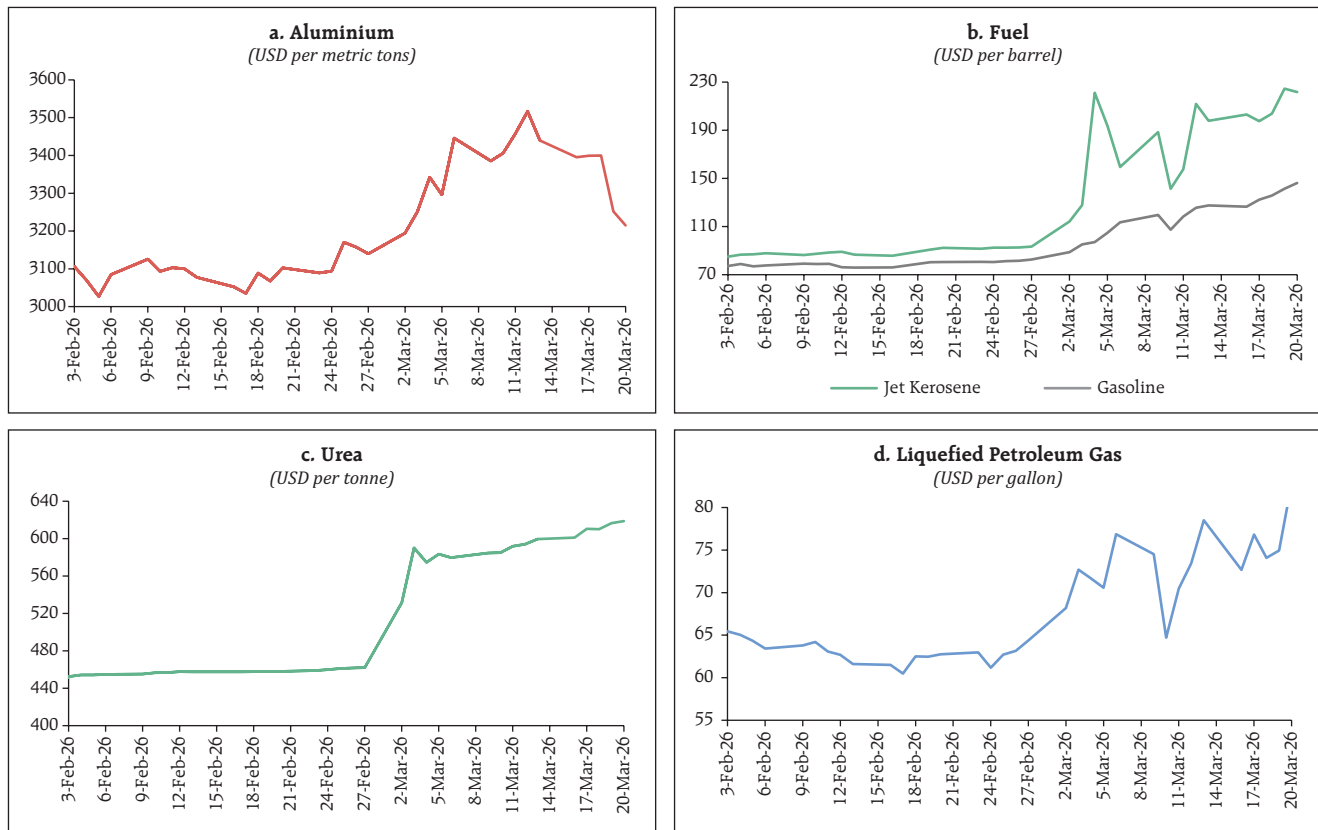 a. Aluminium
(USD per metric tons)
3600
3500
3400
3300
3200
3100
3000
3-Feb-26
6-Feb-26
9-Feb-26
12-Feb-26
15-Feb-26
18-Feb-26
21-Feb-26
24-Feb-26
27-Feb-26
2-Mar-26
5-Mar-26
8-Mar-26
11-Mar-26
14-Mar-26
17-Mar-26
20-Mar-26
b. Fuel
(USD per barrel)
230
190
150
110
70
3-Feb-26
6-Feb-26
9-Feb-26
12-Feb-26
15-Feb-26
18-Feb-26
21-Feb-26
24-Feb-26
27-Feb-26
2-Mar-26
5-Mar-26
8-Mar-26
11-Mar-26
14-Mar-26
17-Mar-26
20-Mar-26
Jet Kerosene
Gasoline
c. Urea
(USD per tonne)
640
600
560
520
480
440
400
3-Feb-26
6-Feb-26
9-Feb-26
12-Feb-26
15-Feb-26
18-Feb-26
21-Feb-26
24-Feb-26
27-Feb-26
2-Mar-26
5-Mar-26
8-Mar-26
11-Mar-26
14-Mar-26
17-Mar-26
20-Mar-26
d. Liquefied Petroleum Gas
(USD per gallon)
80
75
70
65
60
55
3-Feb-26
6-Feb-26
9-Feb-26
12-Feb-26
15-Feb-26
18-Feb-26
21-Feb-26
24-Feb-26
27-Feb-26
2-Mar-26
5-Mar-26
8-Mar-26
11-Mar-26
14-Mar-26
17-Mar-26
20-Mar-26